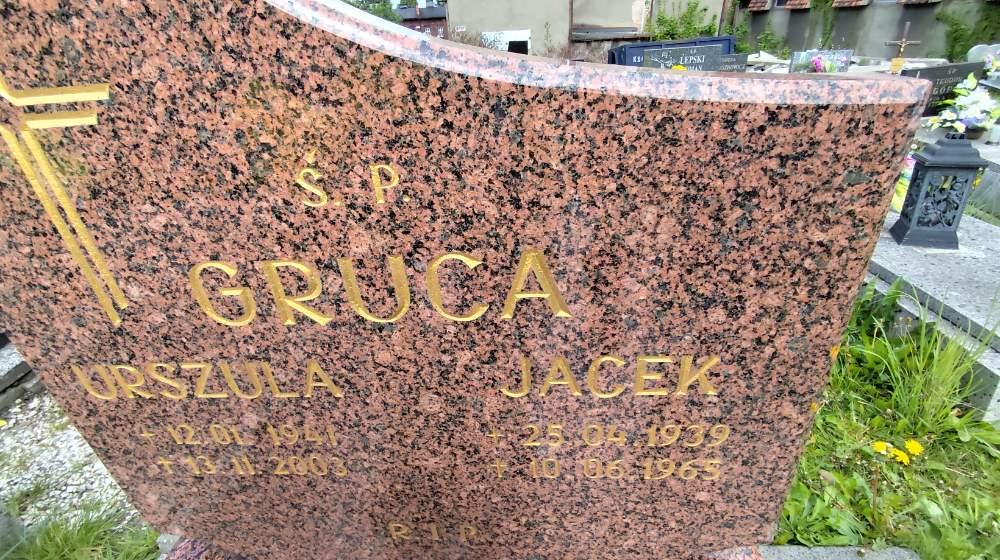 Ś. P.
GRUCA
URSZULA
12.01.1941
✝ 13.11.2003
JACEK
25.04.1939
✝ 10.06.1965
R.I.P.
ŁEPSKI